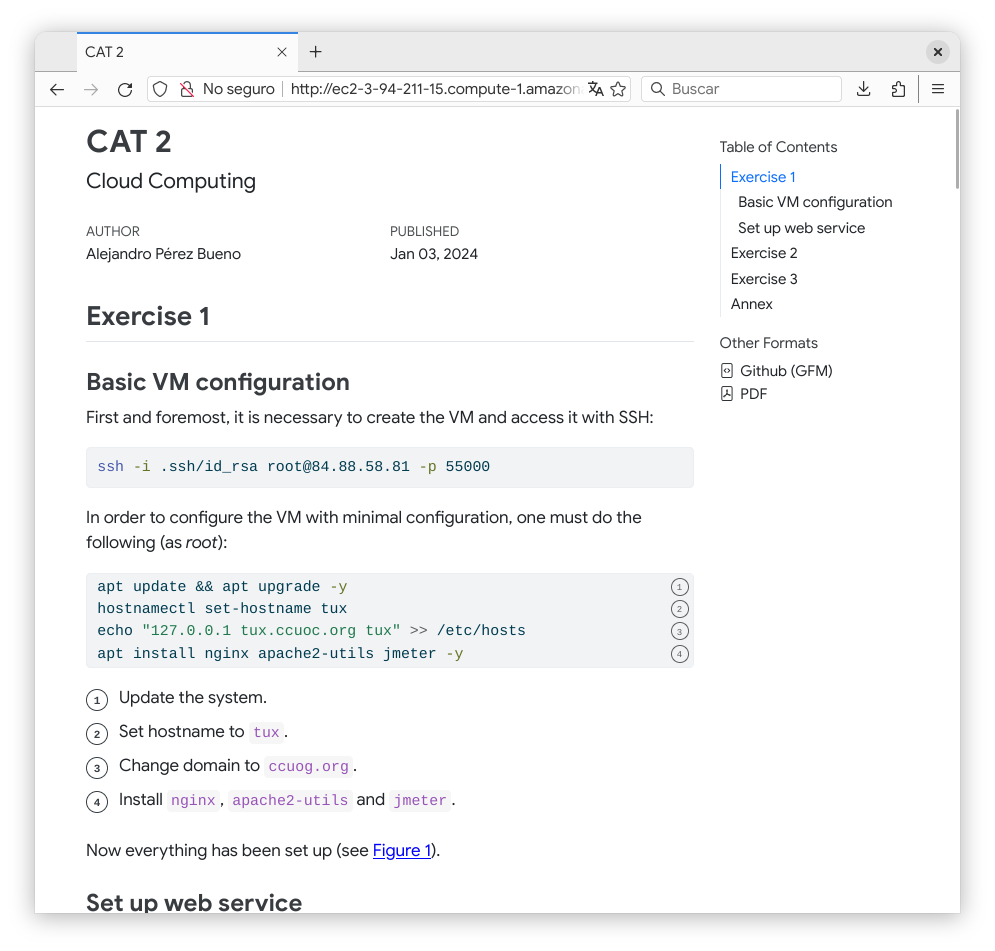 CAT 2
No seguro
http://ec2-3-94-211-15.compute-1.amazon
Buscar
CAT 2
Cloud Computing
AUTHOR
PUBLISHED
Alejandro Pérez Bueno
Jan 03, 2024
Exercise 1
Basic VM configuration
First and foremost, it is necessary to create the VM and access it with SSH:
ssh -i .ssh/id_rsa root@84.88.58.81 -p 55000
In order to configure the VM with minimal configuration, one must do the
following (as root):
apt update && apt upgrade -y 1
hostnamectl set-hostname tux 2
echo "127.0.0.1 tux.ccuoc.org tux" >> /etc/hosts 3
apt install nginx apache2-utils jmeter -y 4
1 Update the system.
2 Set hostname to tux.
3 Change domain to ccuog.org.
4 Install nginx, apache2-utils and jmeter.
Now everything has been set up (see Figure 1).
Set up web service
Table of Contents
Exercise 1
Basic VM configuration
Set up web service
Exercise 2
Exercise 3
Annex
Other Formats
Github (GFM)
PDF